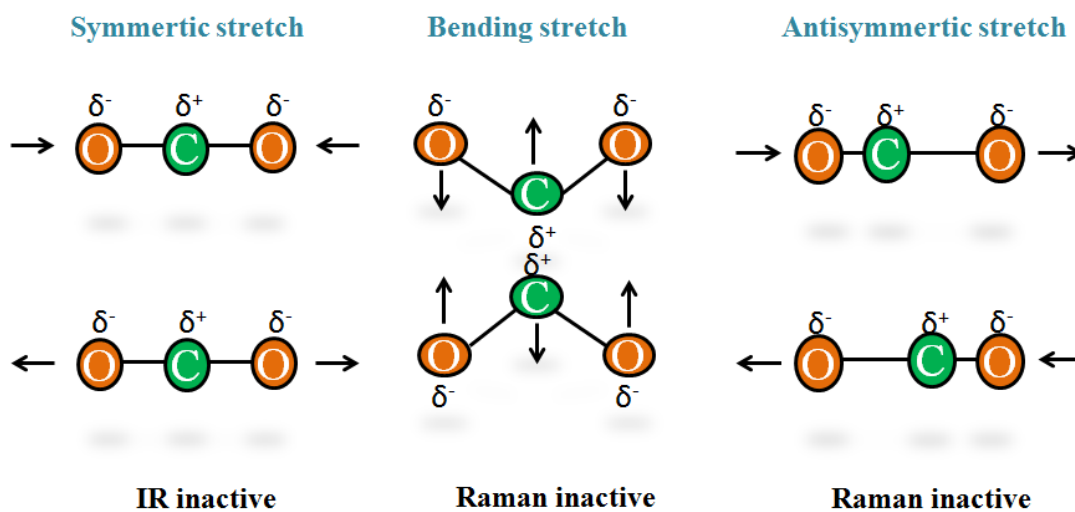 Symmertic stretch
Bending stretch
Antisymmertic stretch
δ- δ+ δ-
O C O
δ- δ-
O C O
δ+
δ- δ+ δ-
O C O
δ- δ+ δ-
O C O
δ+
O C O
δ- δ-
δ- δ+ δ-
O C O
IR inactive
Raman inactive
Raman inactive